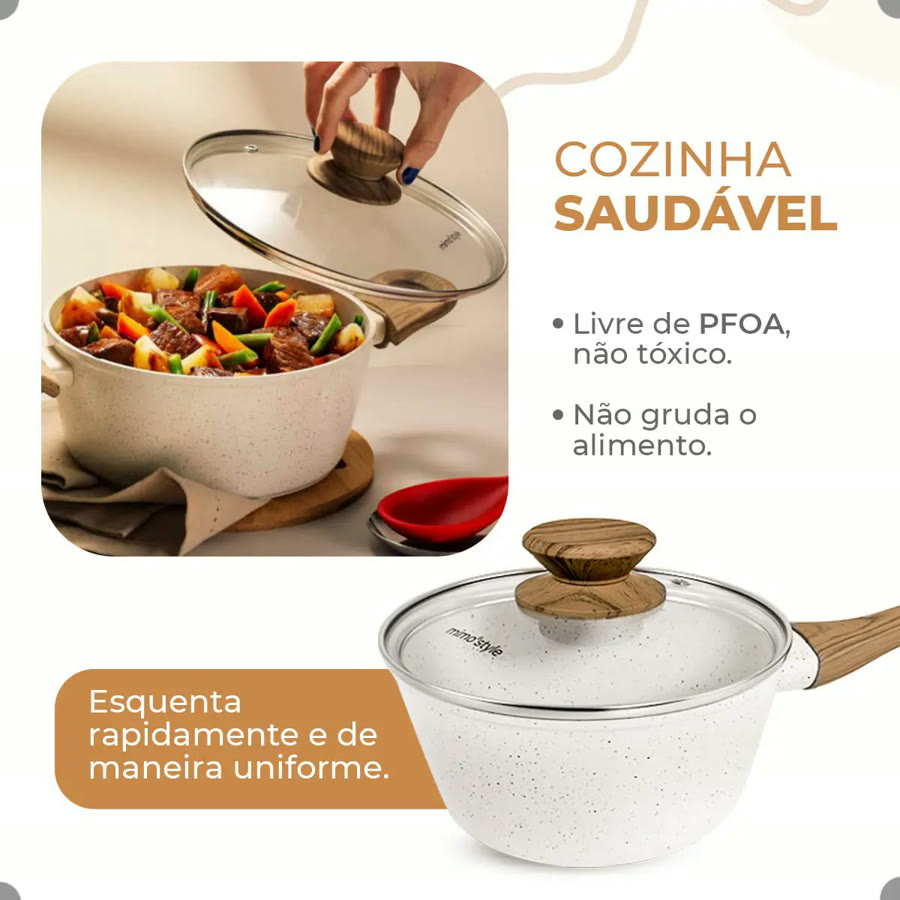 COZINHA
SAUDÁVEL
• Livre de PFOA,
não tóxico.
• Não gruda o
alimento.
mimo style
mimo style
Esquenta
rapidamente e de
maneira uniforme.